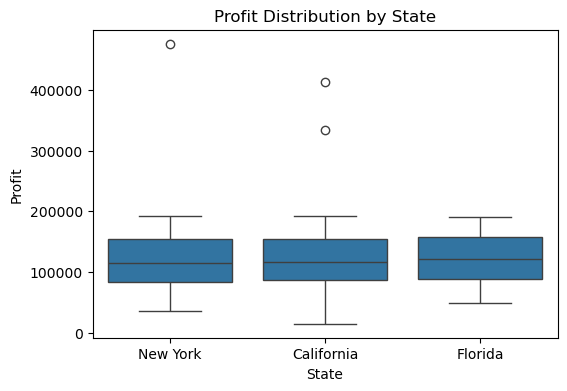 Profit Distribution by State
Profit
400000
300000
200000
100000
0
New York California Florida
State